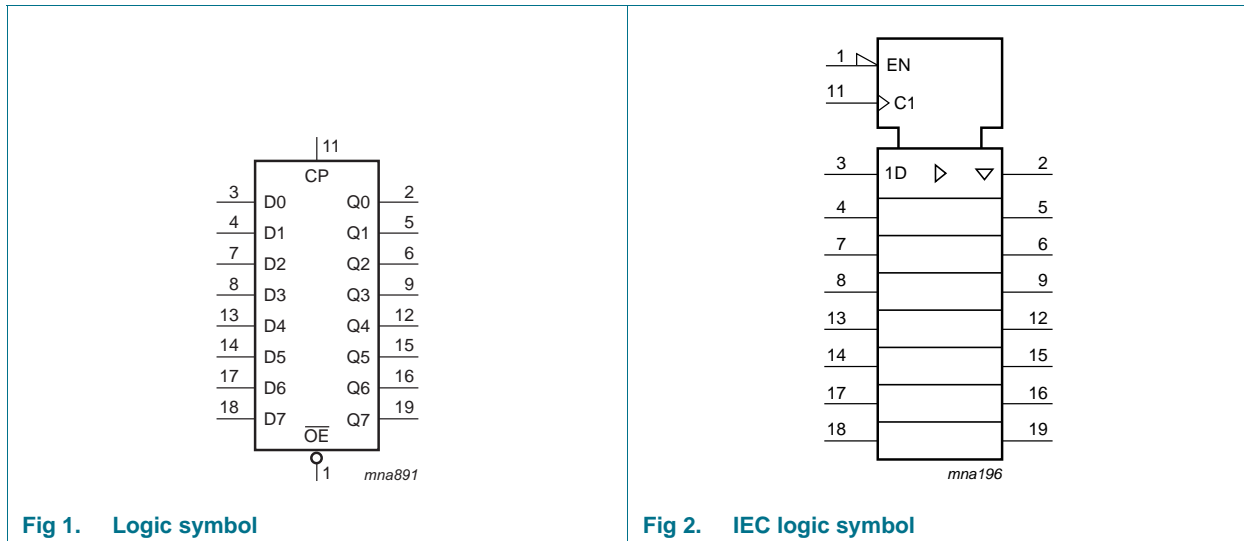 11
CP
3 D0 Q0 2
4 D1 Q1 5
7 D2 Q2 6
8 D3 Q3 9
13 D4 Q4 12
14 D5 Q5 15
17 D6 Q6 16
18 D7 Q7 19
OE
1 mna891
Fig 1. Logic symbol
1 EN
11 C1
3 1D 2
4 5
7 6
8 9
13 12
14 15
17 16
18 19
mna196
Fig 2. IEC logic symbol